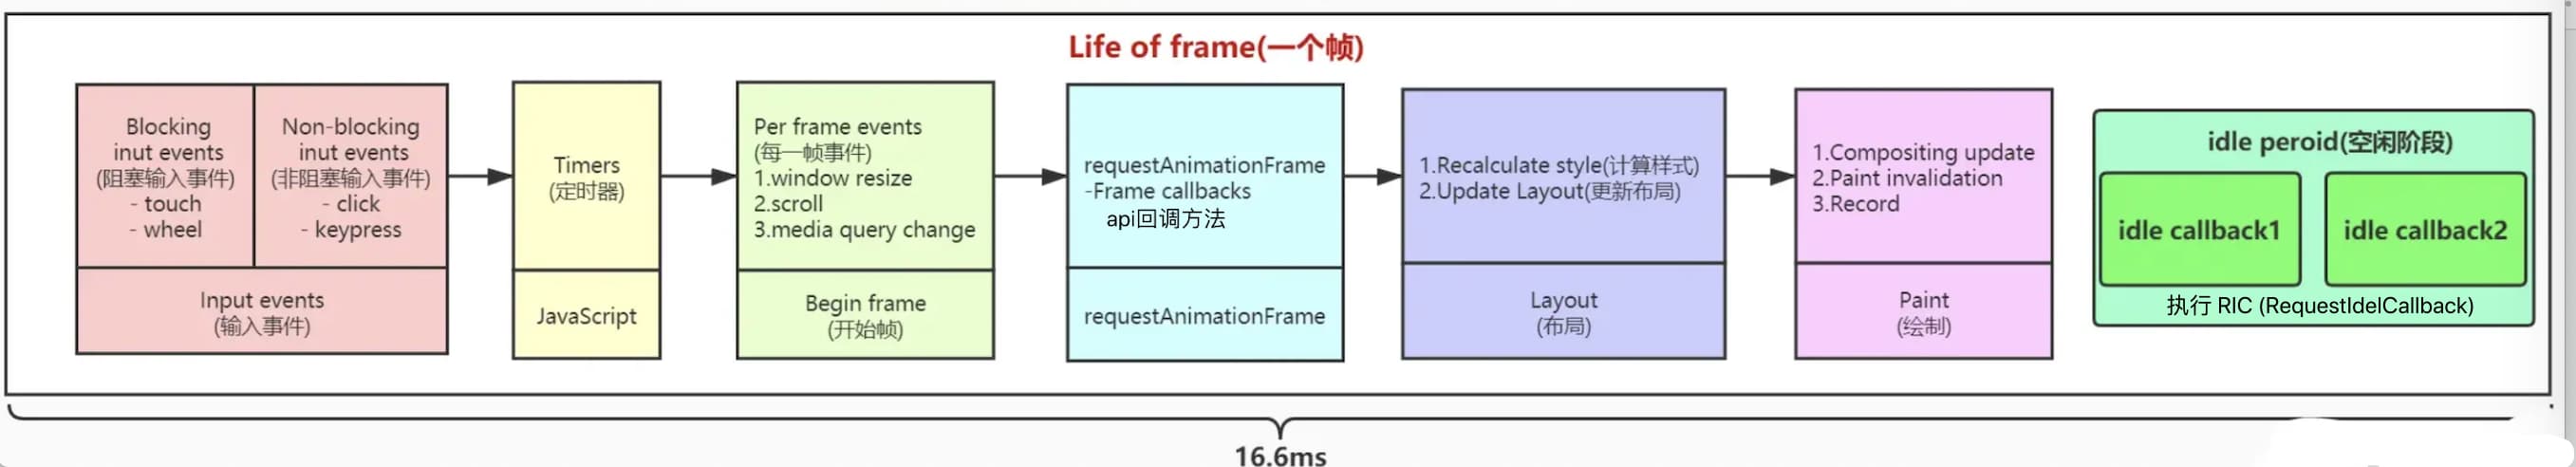 Life of frame(一个帧)
Blocking
inut events
(阻塞输入事件)
- touch
- wheel
Non-blocking
inut events
(非阻塞输入事件)
- click
- keypress
Input events
(输入事件)
Timers
(定时器)
JavaScript
Per frame events
(每一帧事件)
1.window resize
2.scroll
3.media query change
Begin frame
(开始帧)
requestAnimationFrame
-Frame callbacks
api回调方法
requestAnimationFrame
1.Recalculate style(计算样式)
2.Update Layout(更新布局)
Layout
(布局)
1.Compositing update
2.Paint invalidation
3.Record
Paint
(绘制)
idle peroid(空闲阶段)
idle callback1
idle callback2
执行 RIC (RequestIdelCallback)
16.6ms